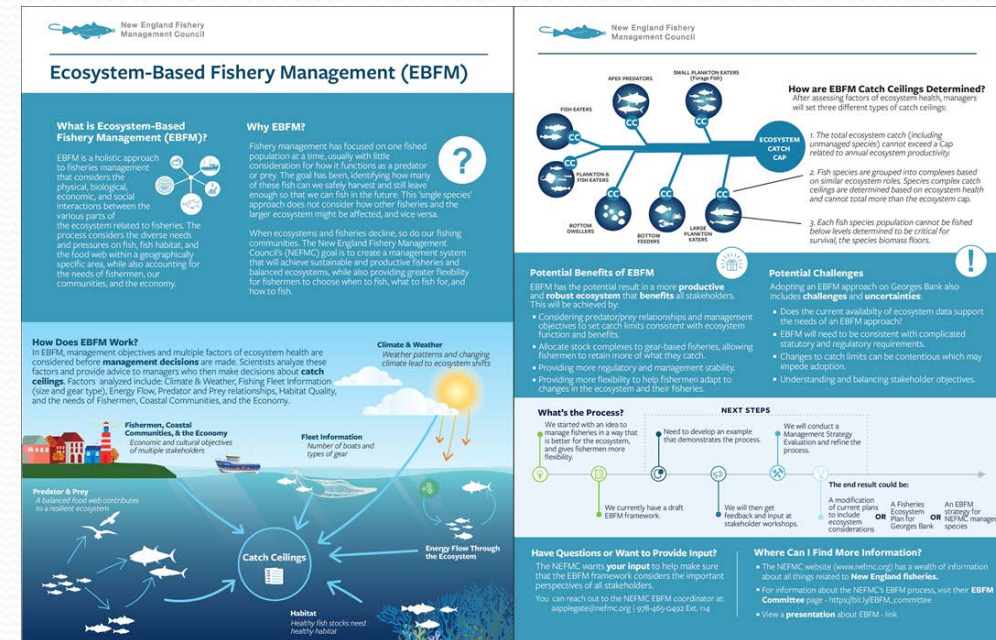 New England Fishery
Management Council
Ecosystem-Based Fishery Management (EBFM)
What is Ecosystem-Based
Fishery Management (EBFM)?
EBFM is a holistic approach
to fisheries management
that considers the
physical, biological,
economic, and social
interactions between the
various parts of
the ecosystem related to fisheries. The
process considers the diverse needs
and pressures on fish, fish habitat, and
the food web within a geographically
specific area, while also accounting for
the needs of fishermen, our
communities, and the economy.
Why EBFM?
Fishery management has focused on one fished
population at a time, usually with little
consideration for how it functions as a predator
or prey. The goal has been, identifying how many
of these fish can we safely harvest and still leave
enough so that we can fish in the future. This 'single species'
approach does not consider how other fisheries and the
larger ecosystem might be affected, and vice versa.
When ecosystems and fisheries decline, so do our fishing
communities. The New England Fishery Management
Council's (NEFMC) goal is to create a management system
that will achieve sustainable and productive fisheries and
balanced ecosystems, while also providing greater flexibility
for fishermen to choose when to fish, what to fish for, and
how to fish.
?
How Does EBFM Work?
In EBFM, management objectives and multiple factors of ecosystem health are
considered before management decisions are made. Scientists analyze these
factors and provide advice to managers who then make decisions about catch
ceilings. Factors analyzed include: Climate & Weather, Fishing Fleet Information
(size and gear type), Energy Flow, Predator and Prey relationships, Habitat Quality,
and the needs of Fishermen, Coastal Communities, and the Economy.
Climate & Weather
Weather patterns and changing
climate lead to ecosystem shifts
Fishermen, Coastal
Communities, & the Economy
Economic and cultural objectives
of multiple stakeholders
Fleet Information
Number of boats and
types of gear
Predator & Prey
A balanced food web contributes
to a resilient ecosystem
Catch Ceilings
Energy Flow Through
the Ecosystem
Habitat
Healthy fish stocks need
healthy habitat
New England Fishery
Management Council
APEX PREDATORS
SMALL PLANKTON EATERS
(Forage Fish)
FISH EATERS
PLANKTON &
FISH EATERS
BOTTOM
DWELLERS
BOTTOM
FEEDERS
LARGE
PLANKTON
EATERS
CC
CC
CC
CC
CC
CC
CC
ECOSYSTEM
CATCH
CAP
How are EBFM Catch Ceilings Determined?
After assessing factors of ecosystem health, managers
will set three different types of catch ceilings:
1. The total ecosystem catch (including
unmanaged species) cannot exceed a Cap
related to annual ecosystem productivity.
2. Fish species are grouped into complexes based
on similar ecosystem roles. Species complex catch
ceilings are determined based on ecosystem health
and cannot total more than the ecosystem cap.
3. Each fish species population cannot be fished
below levels determined to be critical for
survival, the species biomass floors.
Potential Benefits of EBFM
EBFM has the potential result in a more productive
and robust ecosystem that benefits all stakeholders.
This will be achieved by:
• Considering predator/prey relationships and management
objectives to set catch limits consistent with ecosystem
function & benefits.
• Allocate stock complexes to gear-based fisheries, allowing
fishermen to retain more of what they catch.
• Providing more regulatory and management stability.
• Providing more flexibility to help fishermen adapt to
changes in the ecosystem and their fisheries.
!
Potential Challenges
Adopting an EBFM approach on Georges Bank also
includes challenges and uncertainties:
• Does the current availabilty of ecosystem data support
the needs of an EBFM approach?
• EBFM will need to be consistent with complicated
statutory and regulatory requirements.
• Changes to catch limits can be contentious which may
impede adoption.
• Understanding and balancing stakeholder objectives.
What's the Process?
NEXT STEPS
We started with an idea to
manage fisheries in a way that
is better for the ecosystem,
and gives fishermen more
flexibility.
We currently have a draft
EBFM framework.
Need to develop an example
that demonstrates the process.
We will then get
feedback and input at
stakeholder workshops.
We will conduct a
Management Strategy
Evaluation and refine the
process.
The end result could be:
A modification
of current plans
to include
ecosystem
considerations
OR
A Fisheries
Ecosystem
Plan for
Georges Bank
OR
An EBFM
strategy for
NEFMC manage
species
Have Questions or Want to Provide Input?
The NEFMC wants your input to help make sure
that the EBFM framework considers the important
perspectives of all stakeholders.
You can reach out to the NEFMC EBFM coordinator at:
aapplegate@nefmc.org | 978-465-0492 Ext. 114
Where Can I Find More Information?
• The NEFMC website (www.nefmc.org) has a wealth of information
about all things related to New England fisheries.
• For information about the NEFMC's EBFM process, visit their EBFM
Committee page - https://bit.ly/EBFM_committee
• View a presentation about EBFM - link